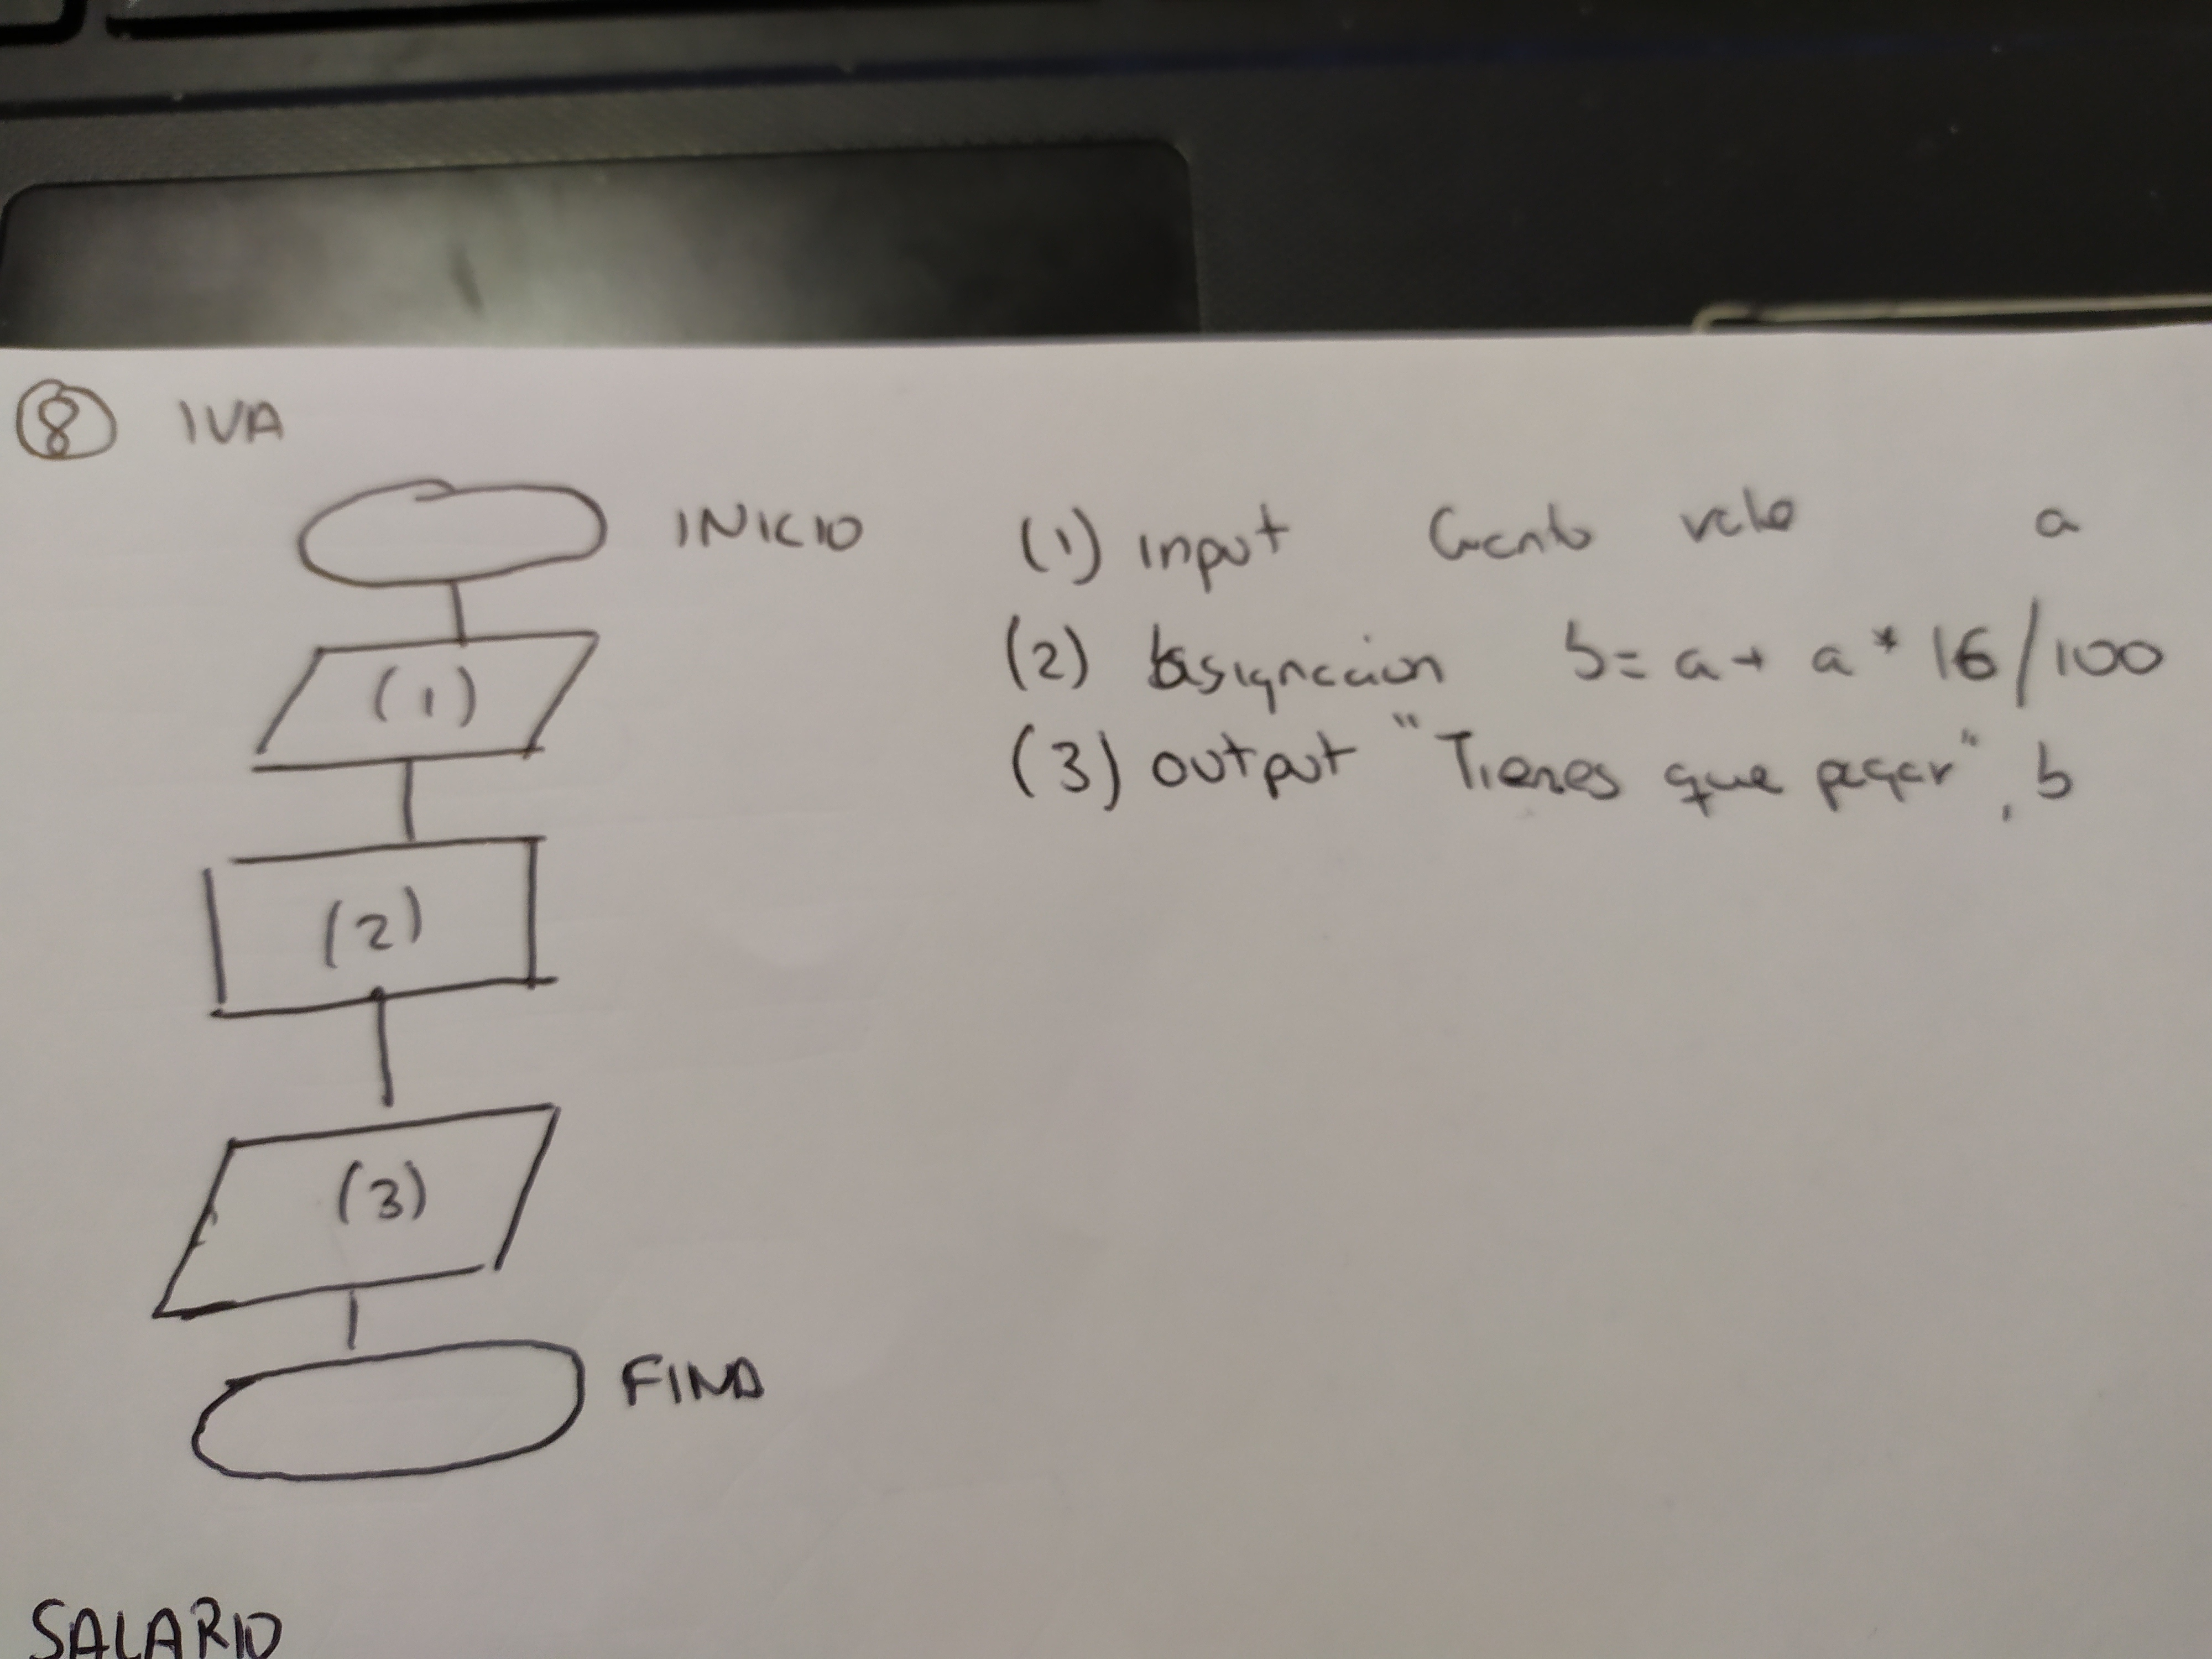 8 IVA
INICIO
(1)
(2)
(3)
FINA
(1) input Cuanto vale a
(2) asignacion b = a + a * 16/100
(3) output "Tienes que pagar", b
SALARIO